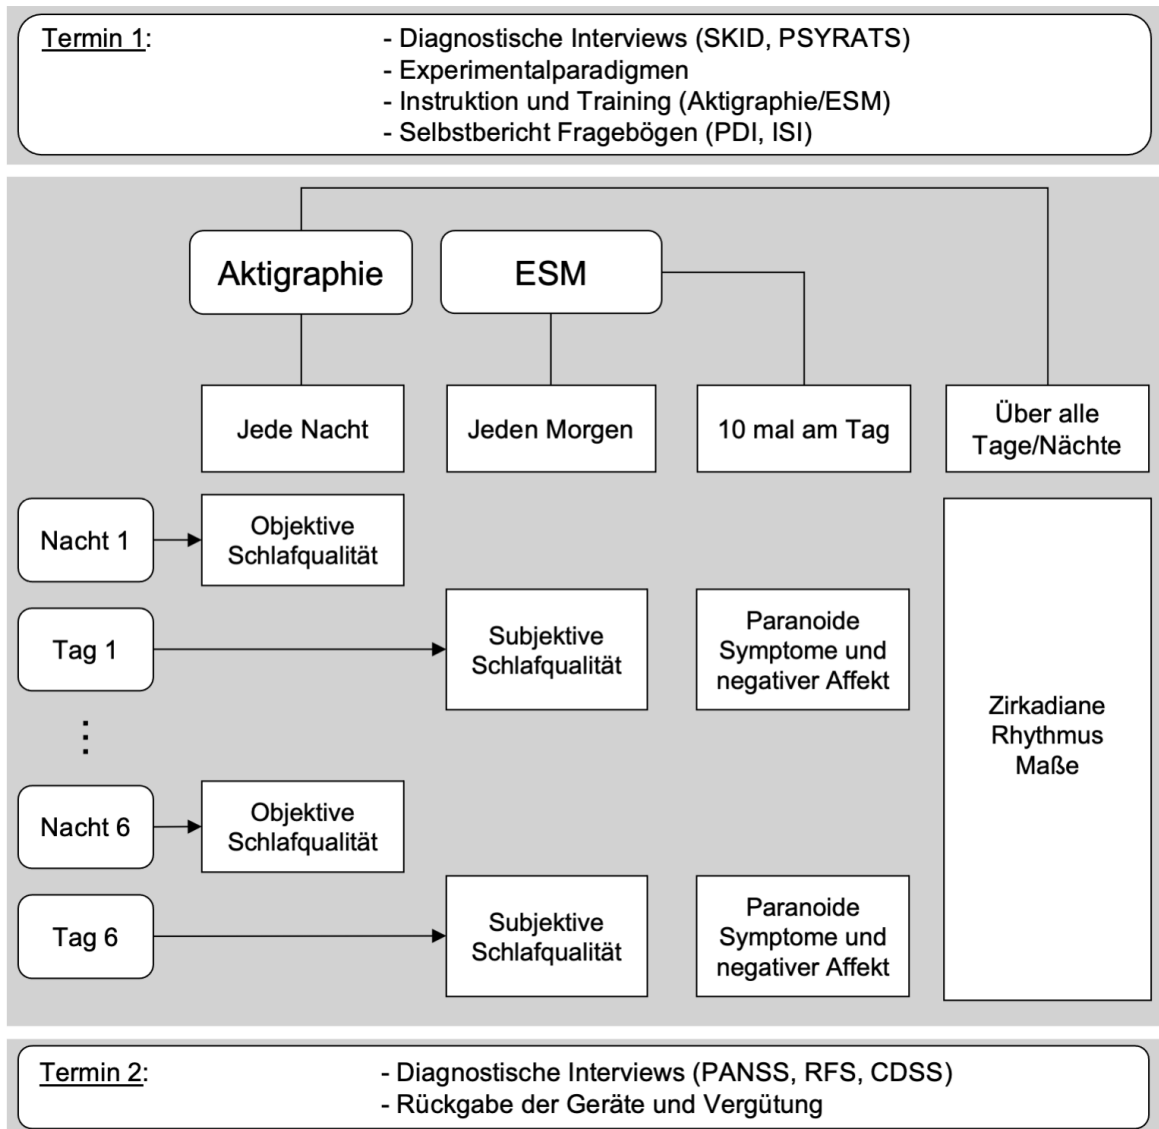 Termin 1:
- Diagnostische Interviews (SKID, PSYRATS)
- Experimentalparadigmen
- Instruktion und Training (Aktigraphie/ESM)
- Selbstbericht Fragebögen (PDI, ISI)
Aktigraphie
ESM
Jede Nacht
Jeden Morgen
10 mal am Tag
Über alle
Tage/Nächte
Nacht 1
Objektive
Schlafqualität
Tag 1
Subjektive
Schlafqualität
Paranoide
Symptome und
negativer Affekt
Zirkadiane
Rhythmus
Maße
⋮
Nacht 6
Objektive
Schlafqualität
Tag 6
Subjektive
Schlafqualität
Paranoide
Symptome und
negativer Affekt
Termin 2:
- Diagnostische Interviews (PANSS, RFS, CDSS)
- Rückgabe der Geräte und Vergütung